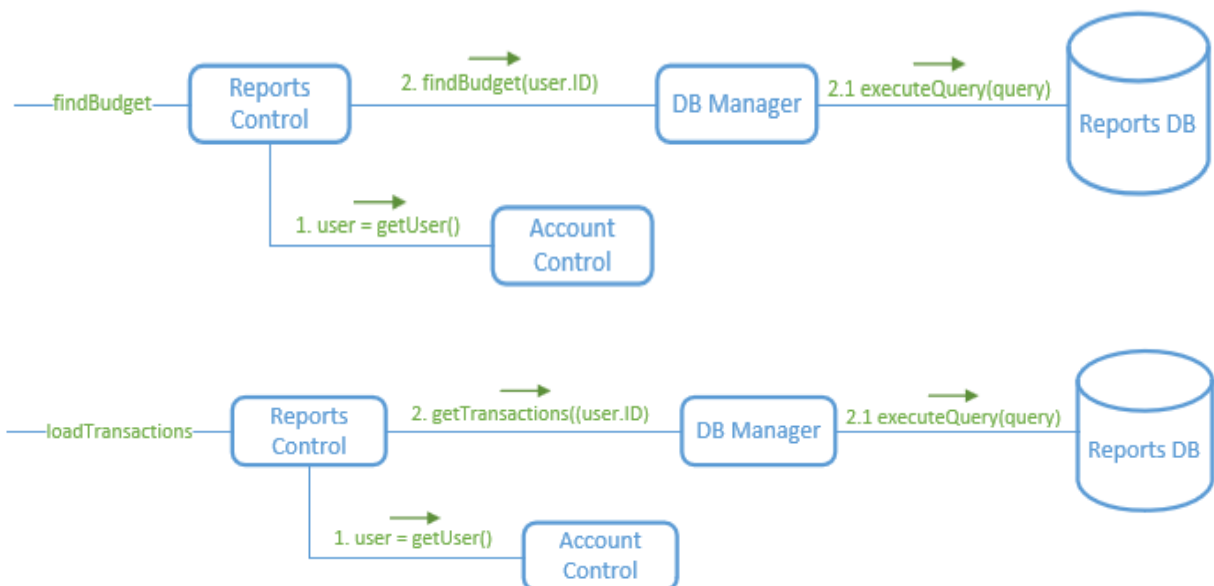 2. findBudget(user.ID)
2.1 executeQuery(query)
findBudget
Reports
Control
DB Manager
Reports DB
1. user = getUser()
Account
Control
2. getTransactions((user.ID)
2.1 executeQuery(query)
loadTransactions
Reports
Control
DB Manager
Reports DB
1. user = getUser()
Account
Control